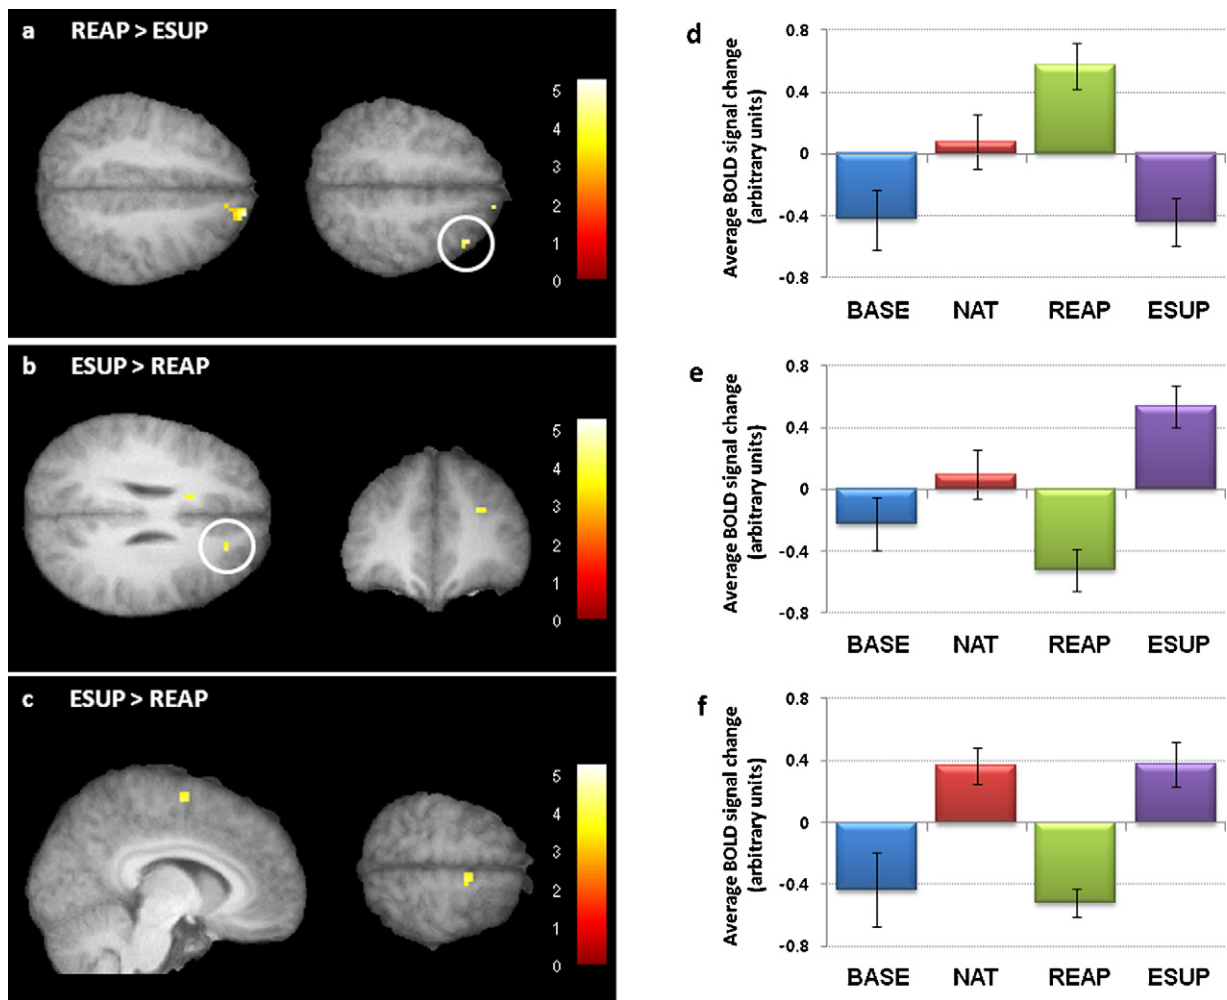 a REAP > ESUP
5
4
3
2
1
0
b ESUP > REAP
5
4
3
2
1
0
c ESUP > REAP
5
4
3
2
1
0
d
Average BOLD signal change
(arbitrary units)
0.8
0.4
0
-0.4
-0.8
BASE NAT REAP ESUP
e
Average BOLD signal change
(arbitrary units)
0.8
0.4
0
-0.4
-0.8
BASE NAT REAP ESUP
f
Average BOLD signal change
(arbitrary units)
0.8
0.4
0
-0.4
-0.8
BASE NAT REAP ESUP